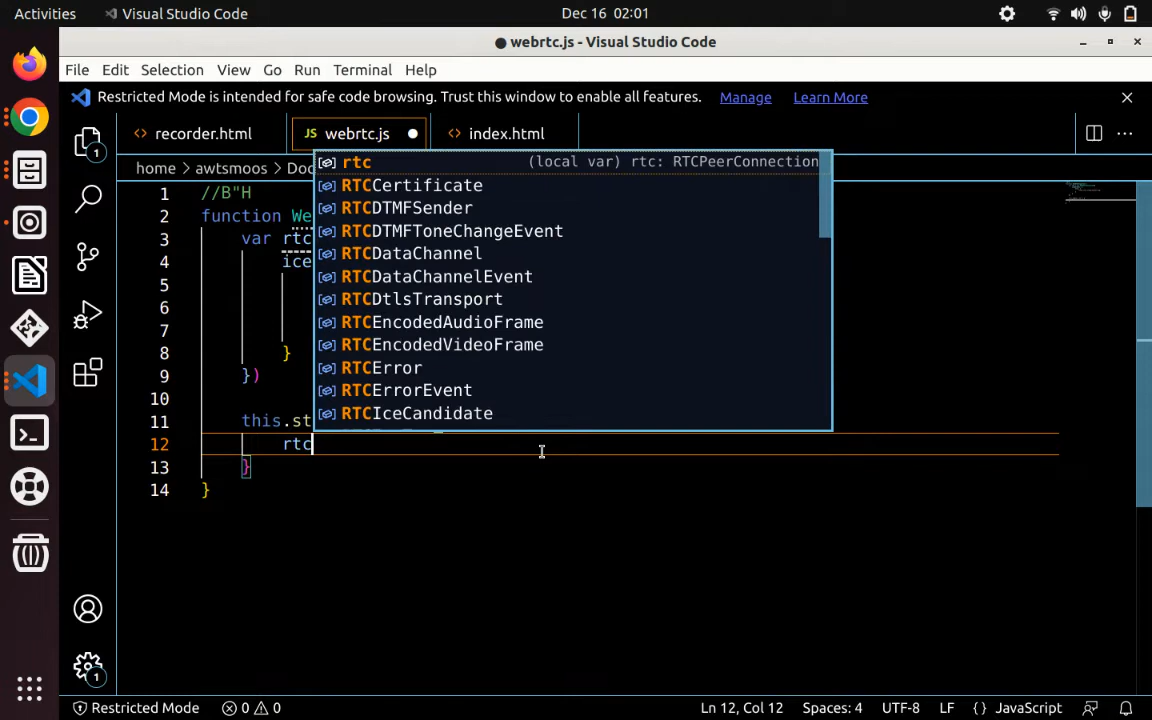 Activities
Visual Studio Code
Dec 16 02:01
● webrtc.js - Visual Studio Code
File Edit Selection View Go Run Terminal Help
Restricted Mode is intended for safe code browsing. Trust this window to enable all features. Manage Learn More
recorder.html
JS webrtc.js
index.html
home > awtsmoos > Doc
1 //B"H
2 function We
3 var rtc
4 ice
5
6
7
8 }
9 })
10
11 this.st
12 rtc
13 }
14 }
rtc (local var) rtc: RTCPeerConnection
RTCCertificate
RTCDTMFSender
RTCDTMFToneChangeEvent
RTCDataChannel
RTCDataChannelEvent
RTCDtlsTransport
RTCEncodedAudioFrame
RTCEncodedVideoFrame
RTCError
RTCErrorEvent
RTCIceCandidate
1
1
Restricted Mode 0 0 Ln 12, Col 12 Spaces: 4 UTF-8 LF {} JavaScript